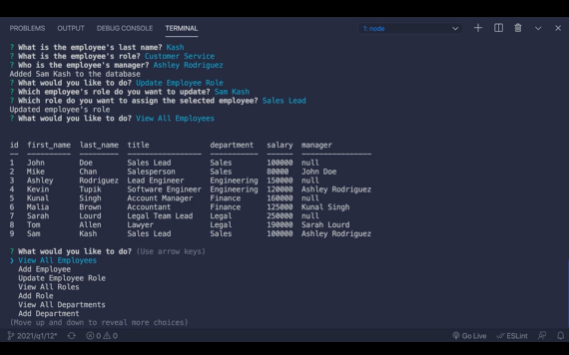 PROBLEMS OUTPUT DEBUG CONSOLE TERMINAL 1: node
? What is the employee's last name? Kash
? What is the employee's role? Customer Service
? Who is the employee's manager? Ashley Rodriguez
Added Sam Kash to the database
? What would you like to do? Update Employee Role
? Which employee's role do you want to update? Sam Kash
? Which role do you want to assign the selected employee? Sales Lead
Updated employee's role
? What would you like to do? View All Employees
id first_name last_name title department salary manager
1 John Doe Sales Lead Sales 100000 null
2 Mike Chan Salesperson Sales 80000 John Doe
3 Ashley Rodriguez Lead Engineer Engineering 150000 null
4 Kevin Tupik Software Engineer Engineering 120000 Ashley Rodriguez
5 Kunal Singh Account Manager Finance 160000 null
6 Malia Brown Accountant Finance 125000 Kunal Singh
7 Sarah Lourd Legal Team Lead Legal 250000 null
8 Tom Allen Lawyer Legal 190000 Sarah Lourd
9 Sam Kash Sales Lead Sales 100000 Ashley Rodriguez
? What would you like to do? (Use arrow keys)
❯ View All Employees
Add Employee
Update Employee Role
View All Roles
Add Role
View All Departments
Add Department
(Move up and down to reveal more choices)
2021/q1/12* 0 0 Go Live ESLint